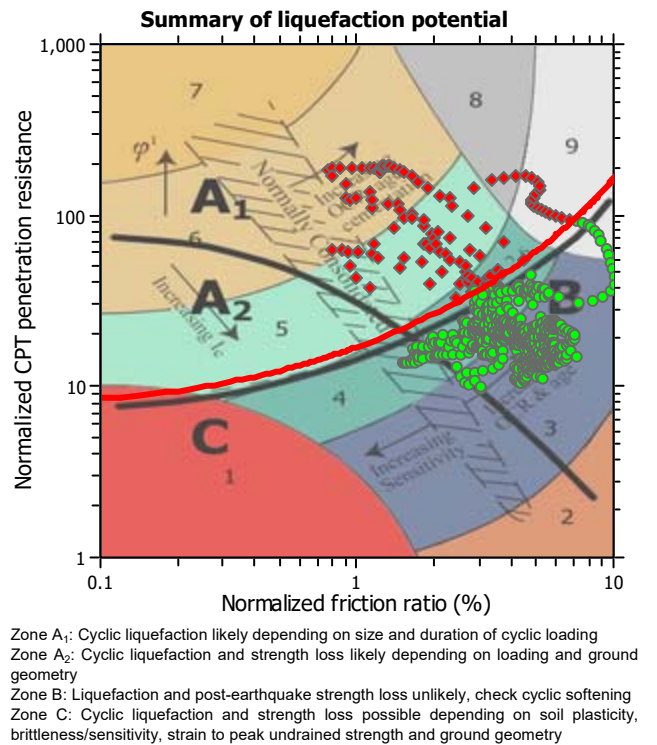 Summary of liquefaction potential
1,000
100
10
1
0.1
1
10
Normalized CPT penetration resistance
Normalized friction ratio (%)
7
8
9
φ'
A1
6
A2
Normally Consolidated
Increasing Ic
5
B
4
C
1
3
Increasing
Sensitivity
2
Zone A1: Cyclic liquefaction likely depending on size and duration of cyclic loading
Zone A2: Cyclic liquefaction and strength loss likely depending on loading and ground
geometry
Zone B: Liquefaction and post-earthquake strength loss unlikely, check cyclic softening
Zone C: Cyclic liquefaction and strength loss possible depending on soil plasticity,
brittleness/sensitivity, strain to peak undrained strength and ground geometry